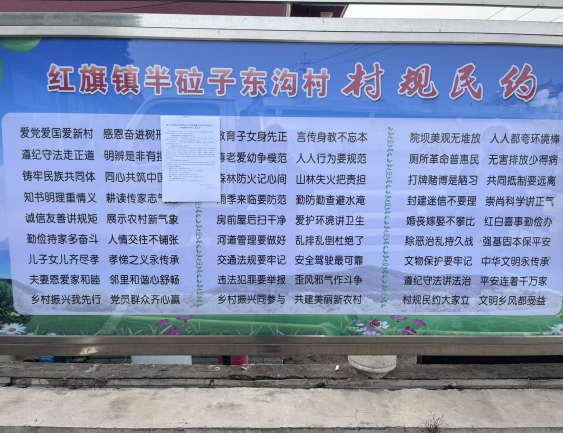 红旗镇半砬子东沟村 村规民约
爱党爱国爱新村 感恩奋进树形
遵纪守法走正道 明辨是非有担
铸牢民族共同体 同心共筑中国
知书明理重情义 耕读传家志
诚信友善讲规矩 展示农村新气象
勤俭持家多奋斗 人情交往不铺张
儿子女儿齐尽孝 孝悌之义永传承
夫妻恩爱家和睦 邻里和谐心舒畅
乡村振兴我先行 党员群众齐心赢
教育子女身先正 言传身教不忘本
尊老爱幼争模范 人人行为要规范
森林防火记心间 山林失火把责担
雨季来临要防范 勤防勤查避水淹
房前屋后扫干净 爱护环境讲卫生
河道管理要做好 乱排乱倒杜绝了
交通法规要牢记 安全驾驶最可靠
违法犯罪要举报 歪风邪气作斗争
乡村振兴同参与 共建美丽新农村
院坝美观无堆放 人人都夸环境棒
厕所革命普惠民 无害排放少得病
打牌赌博是陋习 共同抵制要远离
封建迷信不要理 崇尚科学讲正气
婚丧嫁娶不攀比 红白喜事勤俭办
除恶治乱持久战 强基固本保平安
文物保护要牢记 中华文明永传承
遵纪守法讲法治 平安连着千万家
村规民约大家立 文明乡风都受益